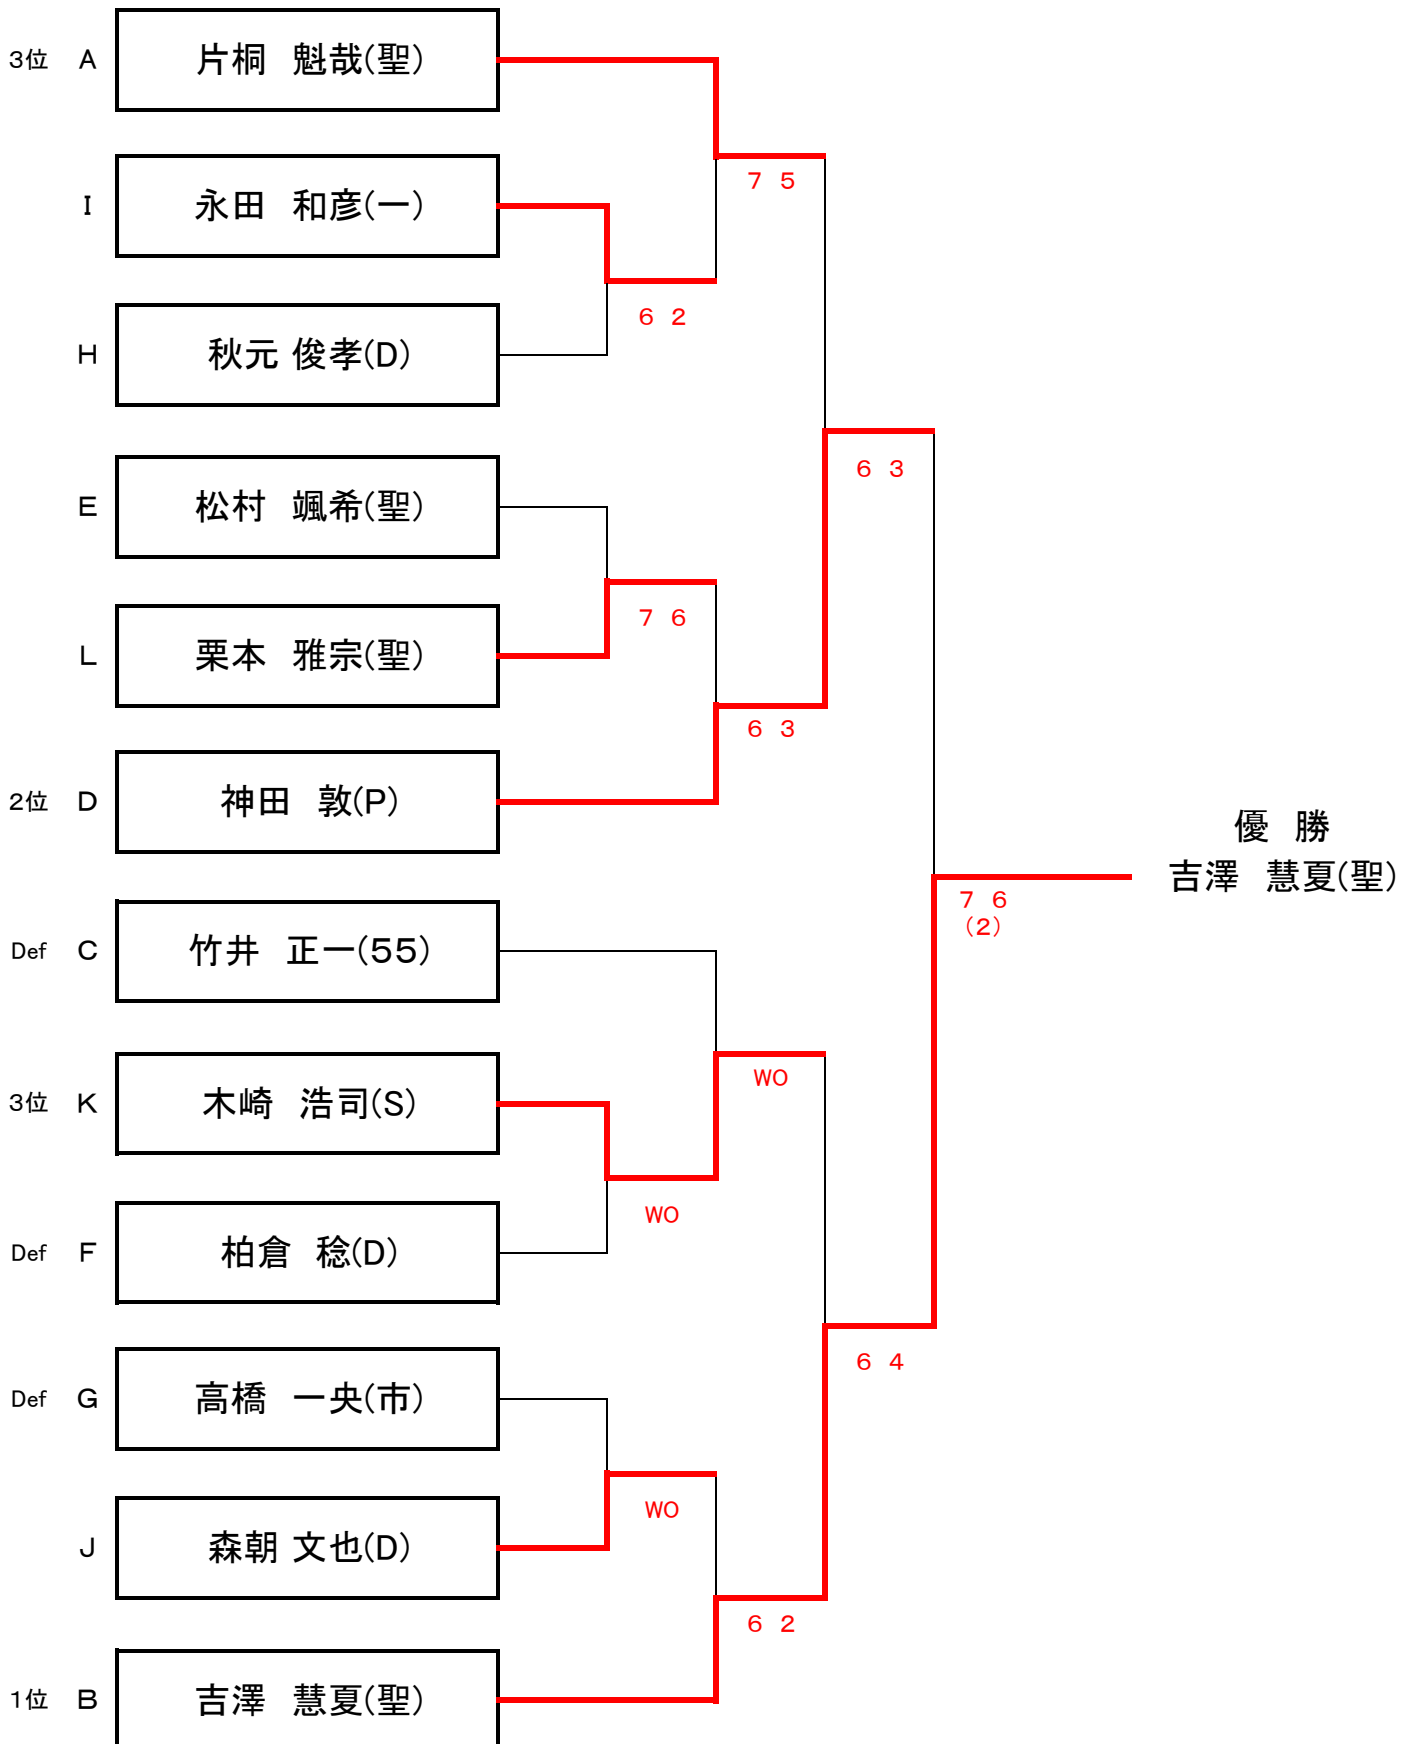 3位 A 片桐 魁哉(聖)
7 5
I 永田 和彦(一)
6 2
H 秋元 俊孝(D)
6 3
E 松村 颯希(聖)
7 6
L 栗本 雅宗(聖)
6 3
2位 D 神田 敦(P)
優 勝
吉澤 慧夏(聖)
7 6
(2)
Def C 竹井 正一(55)
WO
3位 K 木崎 浩司(S)
WO
Def F 柏倉 稔(D)
6 4
Def G 高橋 一央(市)
WO
J 森朝 文也(D)
6 2
1位 B 吉澤 慧夏(聖)